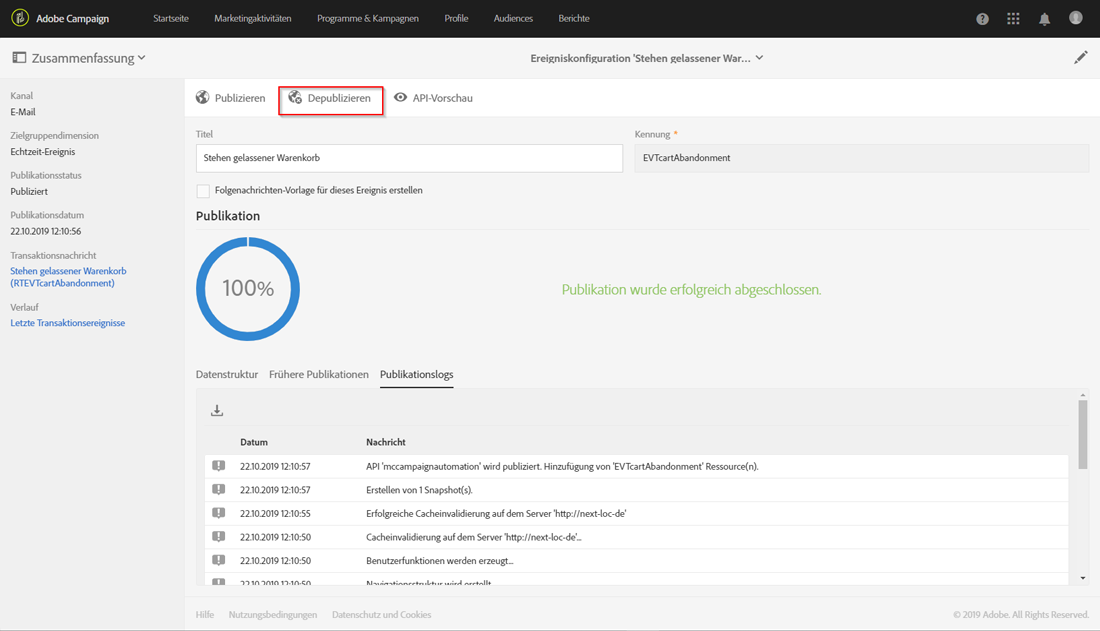 Adobe Campaign Startseite Marketingaktivitäten Programme & Kampagnen Profile Audiences Berichte
Zusammenfassung
Ereigniskonfiguration 'Stehen gelassener War...
Kanal
E-Mail
Zielgruppendimension
Echtzeit-Ereignis
Publikationsstatus
Publiziert
Publikationsdatum
22.10.2019 12:10:56
Transaktionsnachricht
Stehen gelassener Warenkorb
(RTEVTcartAbandonment)
Verlauf
Letzte Transaktionsereignisse
Publizieren Depublizieren API-Vorschau
Titel
Stehen gelassener Warenkorb
Kennung *
EVTcartAbandonment
Folgenachrichten-Vorlage für dieses Ereignis erstellen
Publikation
100%
Publikation wurde erfolgreich abgeschlossen.
Datenstruktur Frühere Publikationen Publikationslogs
Datum Nachricht
22.10.2019 12:10:57 API 'mccampaignautomation' wird publiziert. Hinzufügung von 'EVTcartAbandonment' Ressource(n).
22.10.2019 12:10:57 Erstellen von 1 Snapshot(s).
22.10.2019 12:10:55 Erfolgreiche Cacheinvalidierung auf dem Server 'http://next-loc-de'
22.10.2019 12:10:50 Cacheinvalidierung auf dem Server 'http://next-loc-de'...
22.10.2019 12:10:50 Benutzerfunktionen werden erzeugt...
22.10.2019 12:10:50 Navigationsstruktur wird erstellt
Hilfe Nutzungsbedingungen Datenschutz und Cookies © 2019 Adobe. All Rights Reserved.